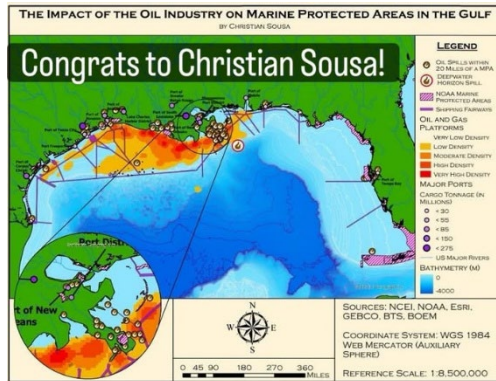 THE IMPACT OF THE OIL INDUSTRY ON MARINE PROTECTED AREAS IN THE GULF
BY CHRISTIAN SOUSA
Congrats to Christian Sousa!
LEGEND
OIL SPILLS WITHIN
20 MILES OF A MPA
DEEPWATER
HORIZON SPILL
NOAA MARINE
PROTECTED AREAS
SHIPPING FAIRWAYS
OIL AND GAS
PLATFORMS
VERY LOW DENSITY
LOW DENSITY
MODERATE DENSITY
HIGH DENSITY
VERY HIGH DENSITY
MAJOR PORTS
CARGO TONNAGE (IN
MILLIONS)
< 30
< 55
< 85
< 150
< 275
US MAJOR RIVERS
BATHYMETRY (M)
0
-4000
Port Dist
rt of New
eans
N
W
E
S
0 45 90 180 270 360
MILES
SOURCES: NCEI, NOAA, ESRI,
GEBCO, BTS, BOEM
COORDINATE SYSTEM: WGS 1984
WEB MERCATOR (AUXILIARY
SPHERE)
REFERENCE SCALE: 1:8,500,000